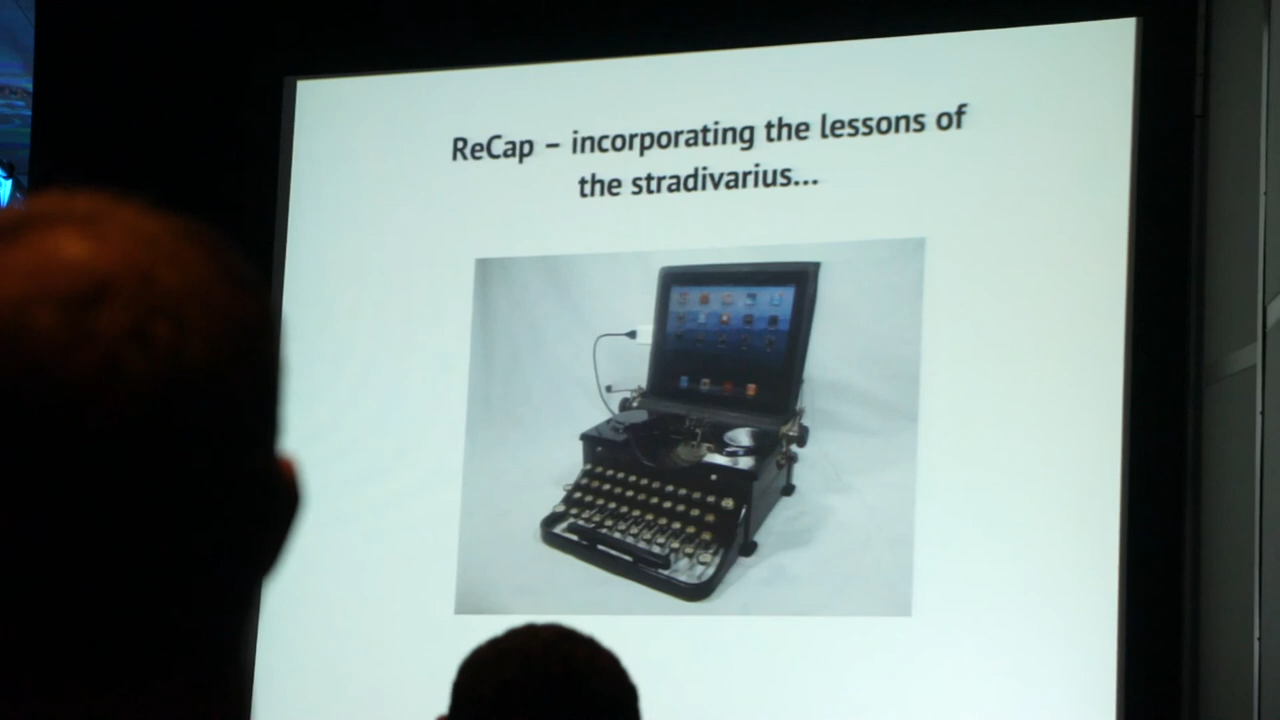 ReCap – incorporating the lessons of
the stradivarius...